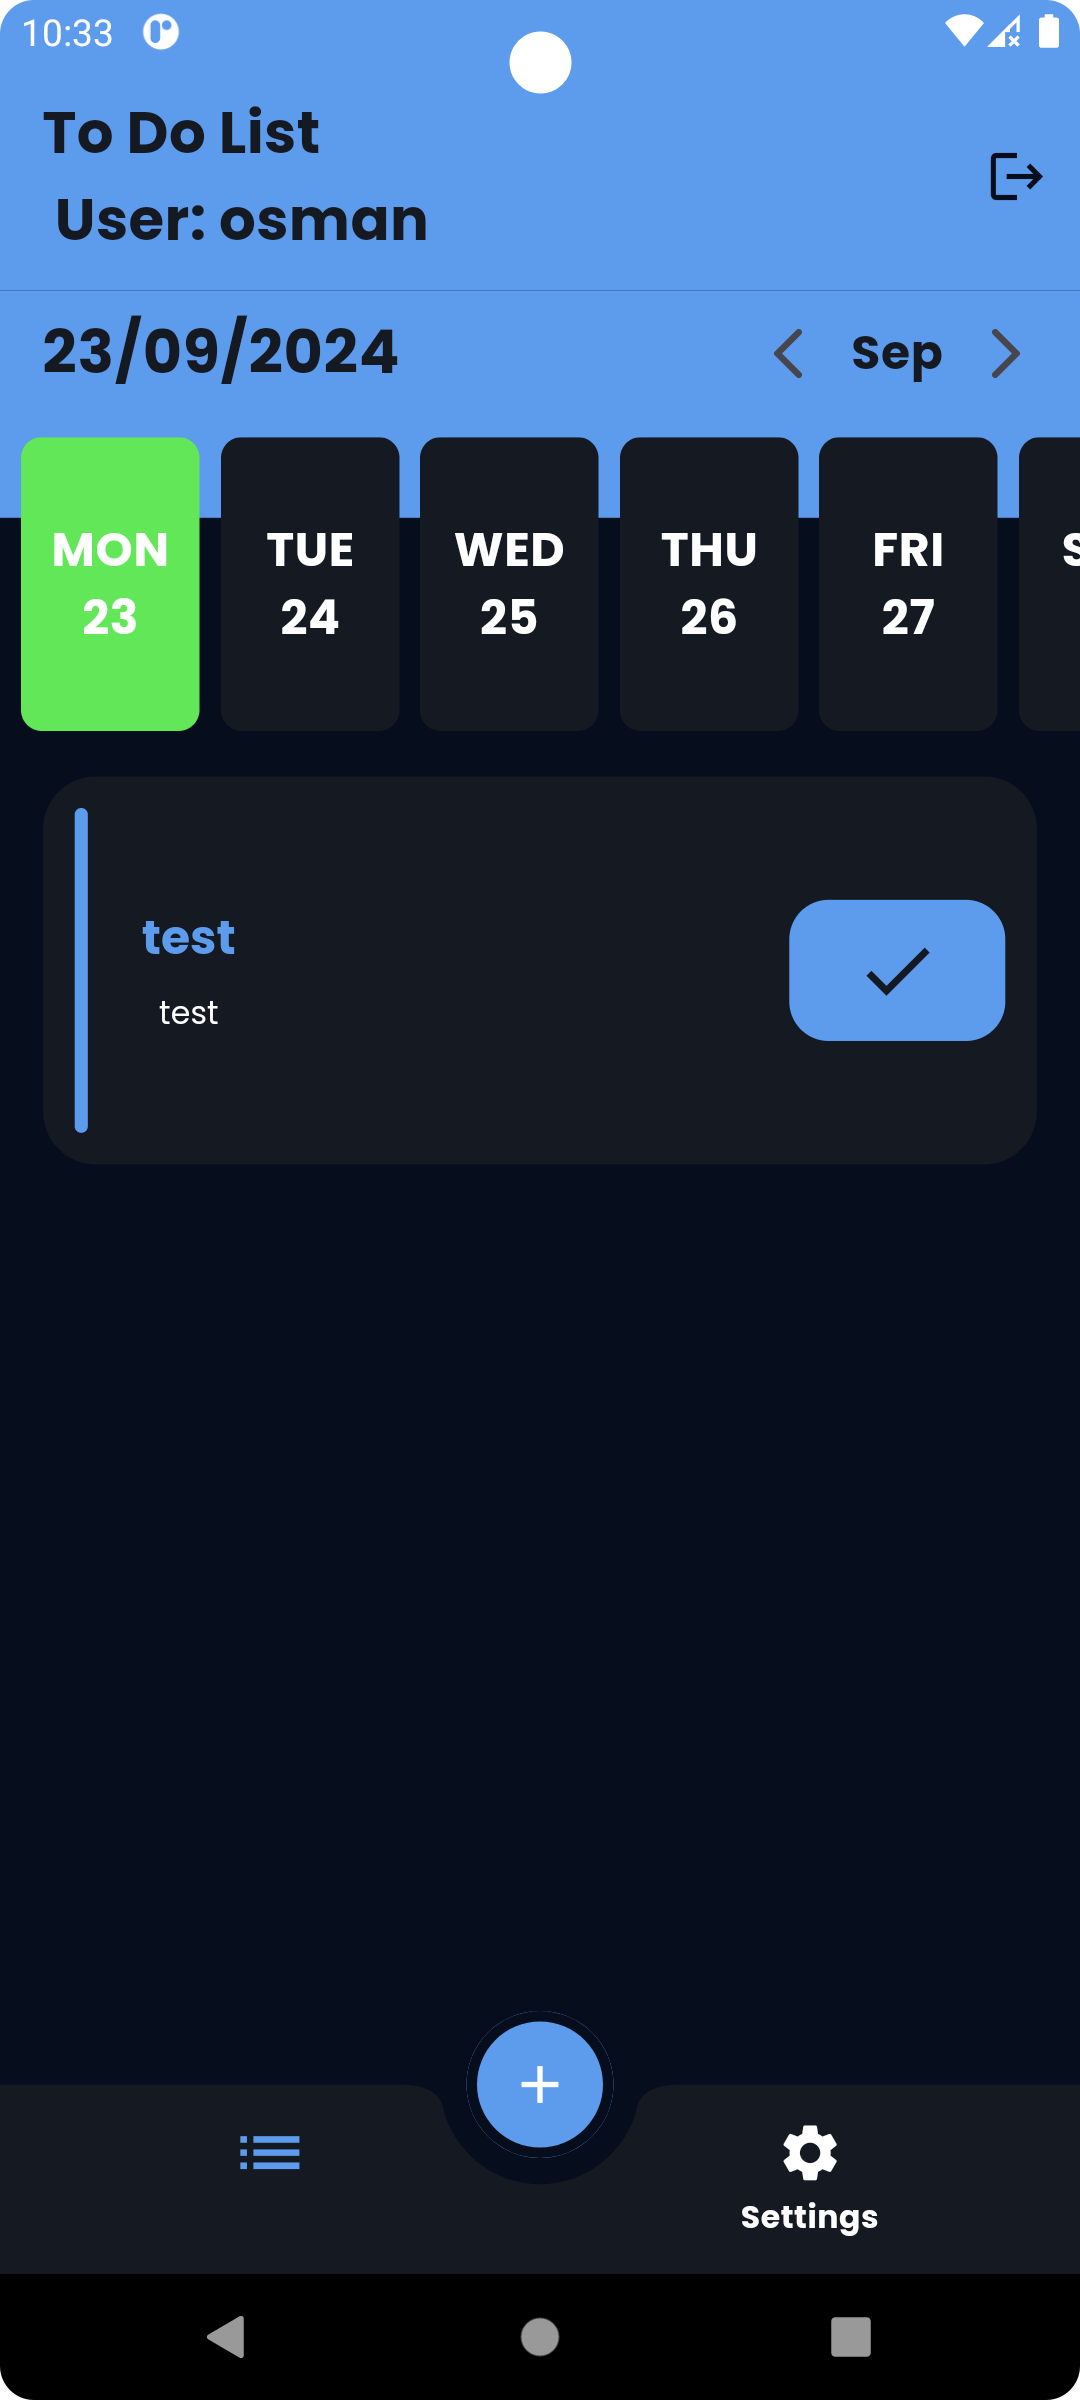 10:33
To Do List
User: osman
23/09/2024
Sep
MON
23
TUE
24
WED
25
THU
26
FRI
27
S
test
test
Settings